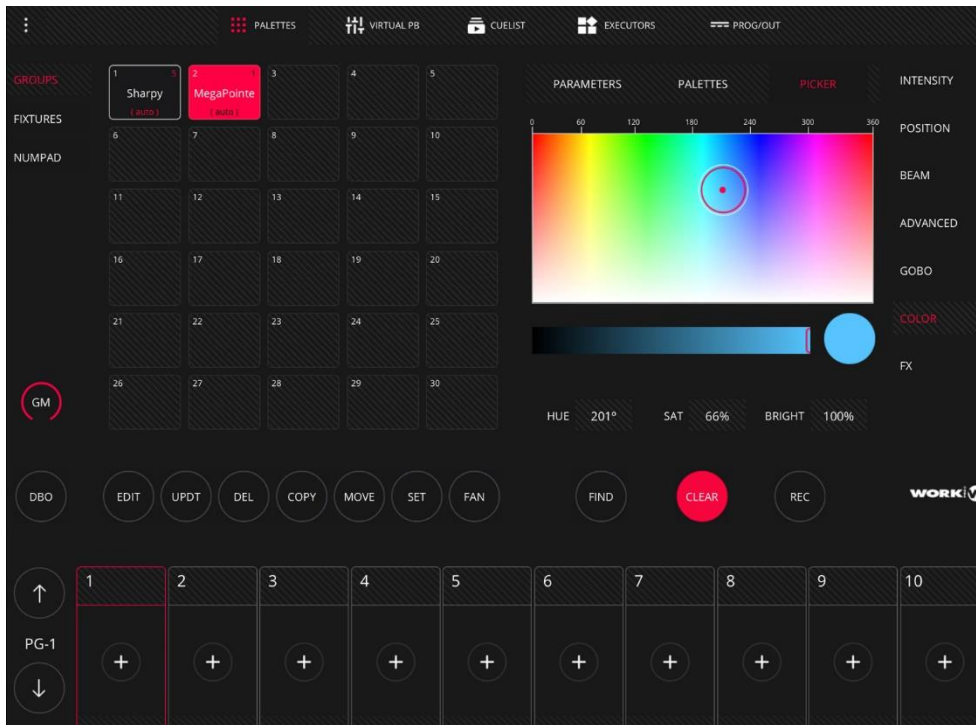 PALETTES
VIRTUAL PB
CUELIST
EXECUTORS
PROG/OUT
GROUPS
FIXTURES
NUMPAD
1 5
Sharpy
( auto )
2 1
MegaPointe
( auto )
3
4
5
6
7
8
9
10
11
12
13
14
15
16
17
18
19
20
21
22
23
24
25
26
27
28
29
30
PARAMETERS
PALETTES
PICKER
0 60 120 180 240 300 360
HUE 201º SAT 66% BRIGHT 100%
INTENSITY
POSITION
BEAM
ADVANCED
GOBO
COLOR
FX
GM
DBO
EDIT
UPDT
DEL
COPY
MOVE
SET
FAN
FIND
CLEAR
REC
WORK
PG-1
1
2
3
4
5
6
7
8
9
10
+
+
+
+
+
+
+
+
+
+